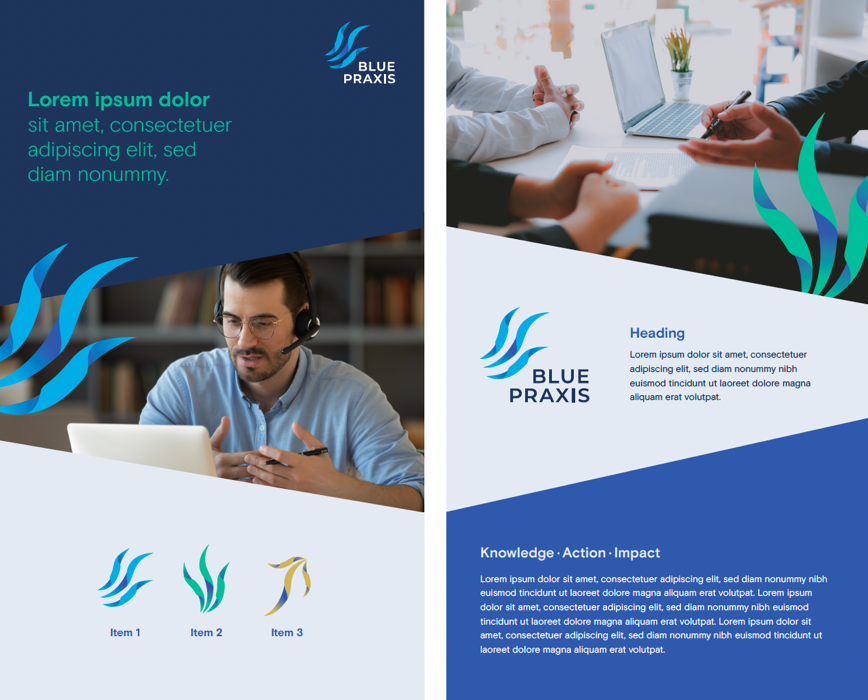 BLUE
PRAXIS
Lorem ipsum dolor
sit amet, consectetuer
adipiscing elit, sed
diam nonummy.
Item 1
Item 2
Item 3
BLUE
PRAXIS
Heading
Lorem ipsum dolor sit amet, consectetuer
adipiscing elit, sed diam nonummy nibh
euismod tincidunt ut laoreet dolore magna
aliquam erat volutpat.
Knowledge · Action · Impact
Lorem ipsum dolor sit amet, consectetuer adipiscing elit, sed diam nonummy nibh
euismod tincidunt ut laoreet dolore magna aliquam erat volutpat. Lorem ipsum
dolor sit amet, consectetuer adipiscing elit, sed diam nonummy nibh euismod
tincidunt ut laoreet dolore magna aliquam erat volutpat. Lorem ipsum dolor sit
amet, consectetuer adipiscing elit, sed diam nonummy nibh euismod tincidunt ut
laoreet dolore magna aliquam erat volutpat.